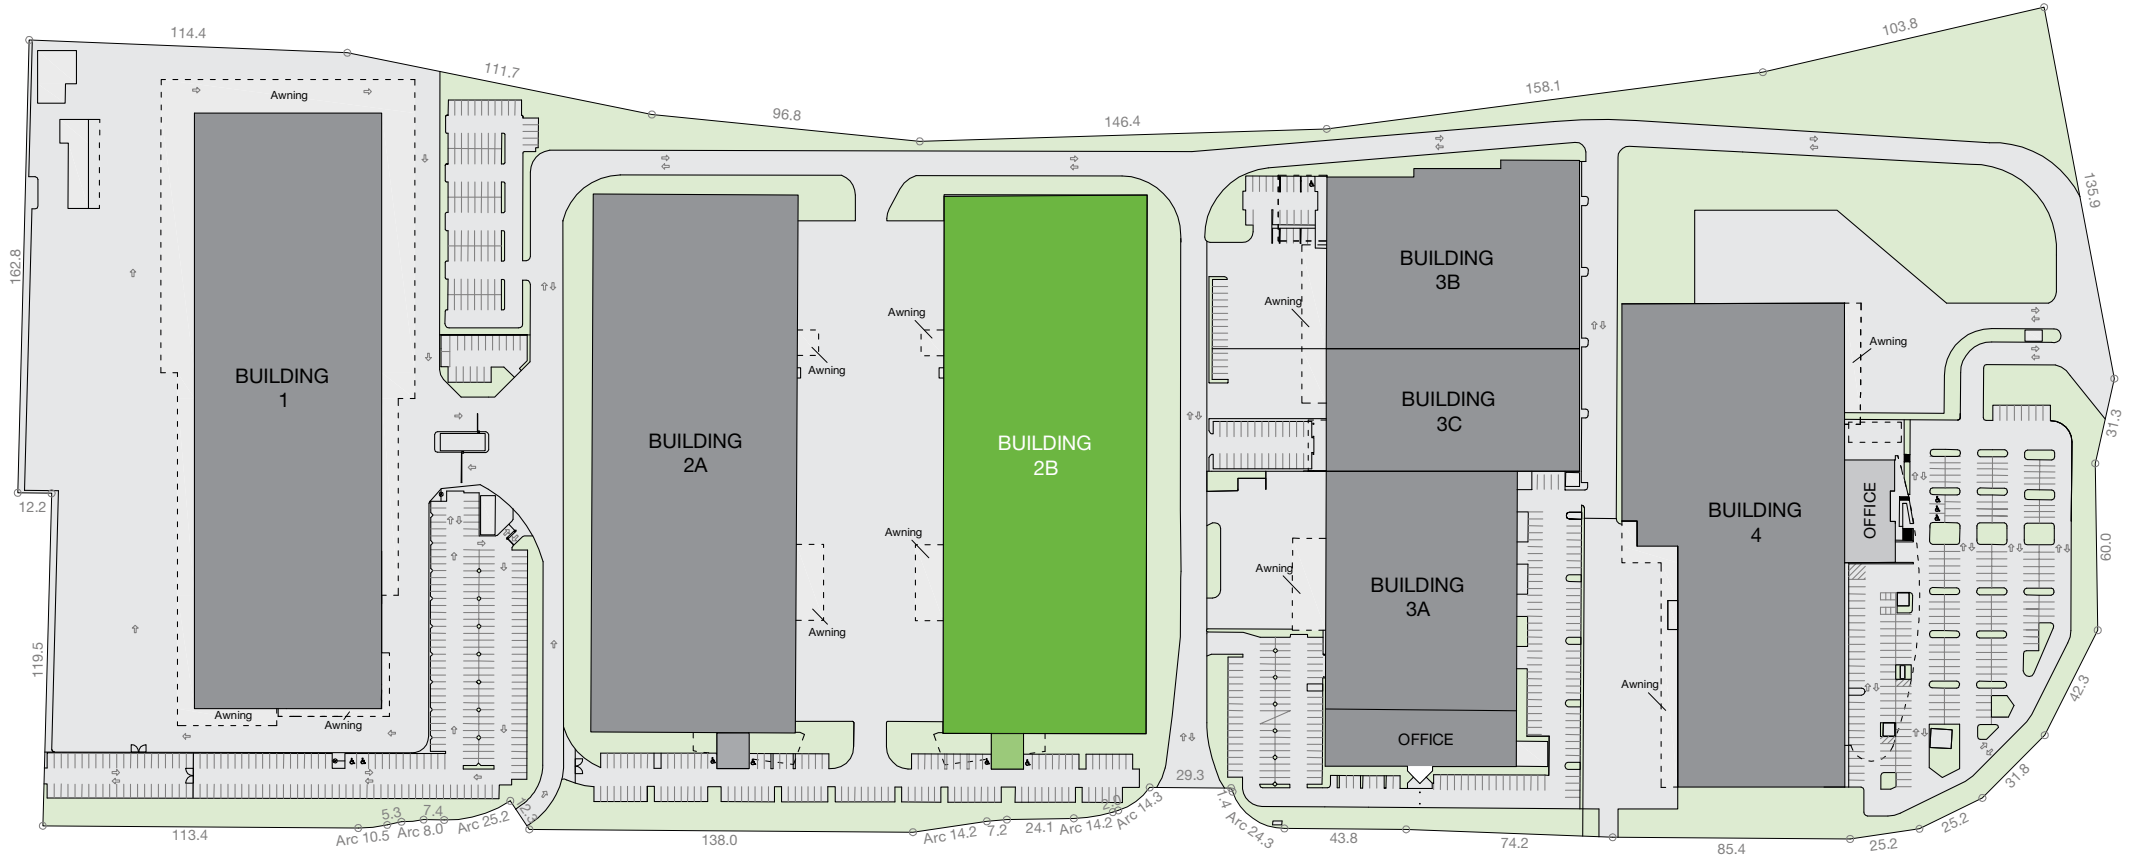 114.4
111.7
96.8
146.4
158.1
103.8
135.9
162.8
12.2
119.5
Awning
BUILDING
1
Awning
Awning
BUILDING
2A
Awning
Awning
Awning
Awning
BUILDING
2B
Awning
BUILDING
3B
BUILDING
3C
Awning
BUILDING
3A
OFFICE
Awning
BUILDING
4
OFFICE
Awning
31.3
60.0
42.3
31.8
25.2
25.2
85.4
74.2
43.8
Arc 24.3
1.4
29.3
Arc 14.3
2.0
Arc 14.2
24.1
7.2
Arc 14.2
138.0
12.3
Arc 25.2
7.4
Arc 8.0
5.3
Arc 10.5
113.4